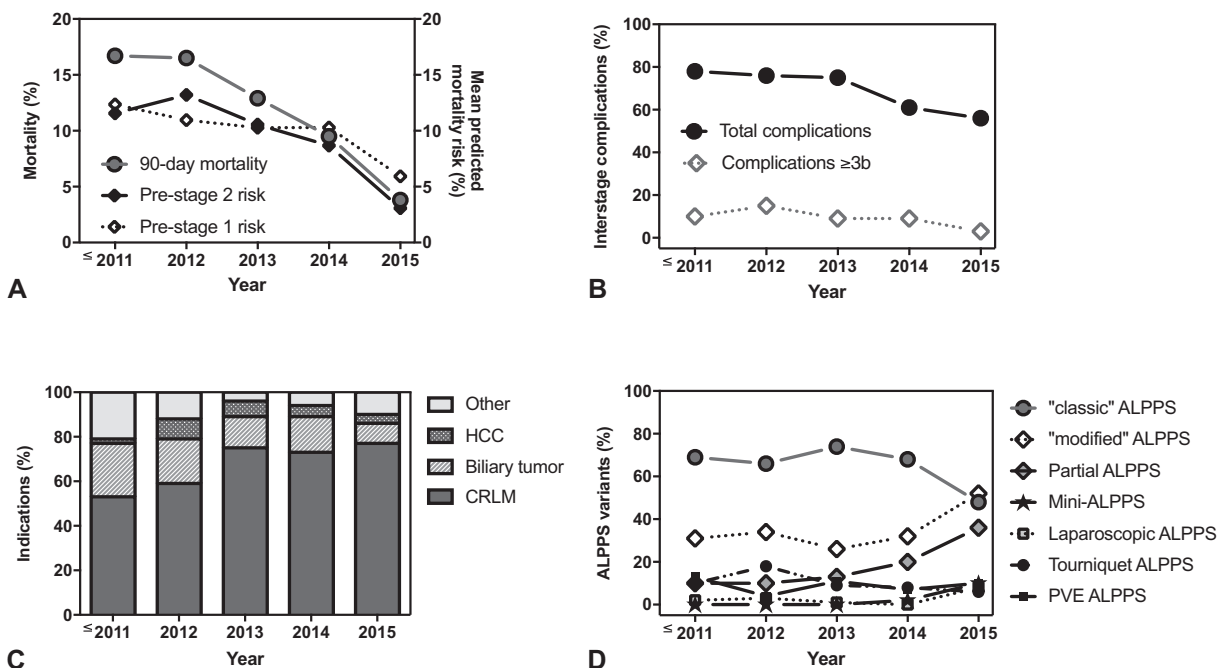 20
15
10
5
0
Mortality (%)
20
15
10
5
0
Mean predicted
mortality risk (%)
90-day mortality
Pre-stage 2 risk
Pre-stage 1 risk
≤ 2011 2012 2013 2014 2015
Year
A
100
80
60
40
20
0
Interstage complications (%)
Total complications
Complications ≥3b
≤ 2011 2012 2013 2014 2015
Year
B
100
80
60
40
20
0
Indications (%)
Other
HCC
Biliary tumor
CRLM
≤ 2011 2012 2013 2014 2015
Year
C
100
80
60
40
20
0
ALPPS variants (%)
"classic" ALPPS
"modified" ALPPS
Partial ALPPS
Mini-ALPPS
Laparoscopic ALPPS
Tourniquet ALPPS
PVE ALPPS
≤ 2011 2012 2013 2014 2015
Year
D